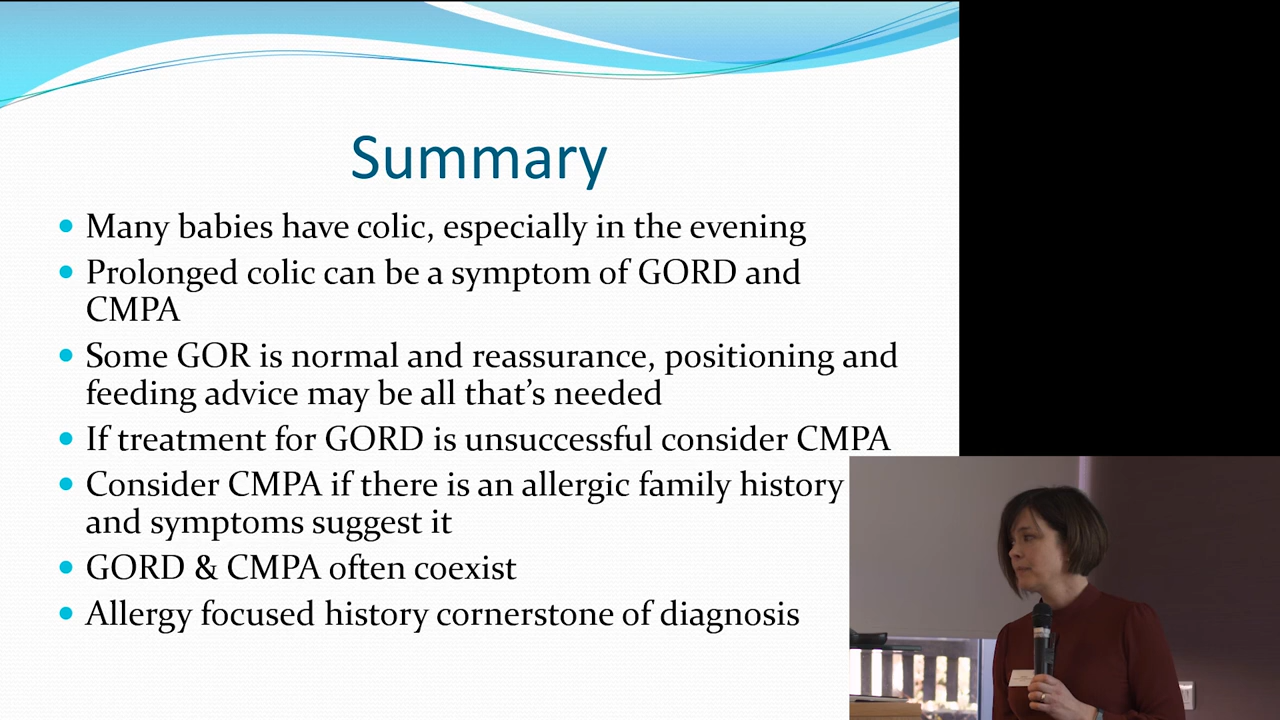 Summary
Many babies have colic, especially in the evening
Prolonged colic can be a symptom of GORD and
CMPA
Some GOR is normal and reassurance, positioning and
feeding advice may be all that's needed
If treatment for GORD is unsuccessful consider CMPA
Consider CMPA if there is an allergic family history
and symptoms suggest it
GORD & CMPA often coexist
Allergy focused history cornerstone of diagnosis